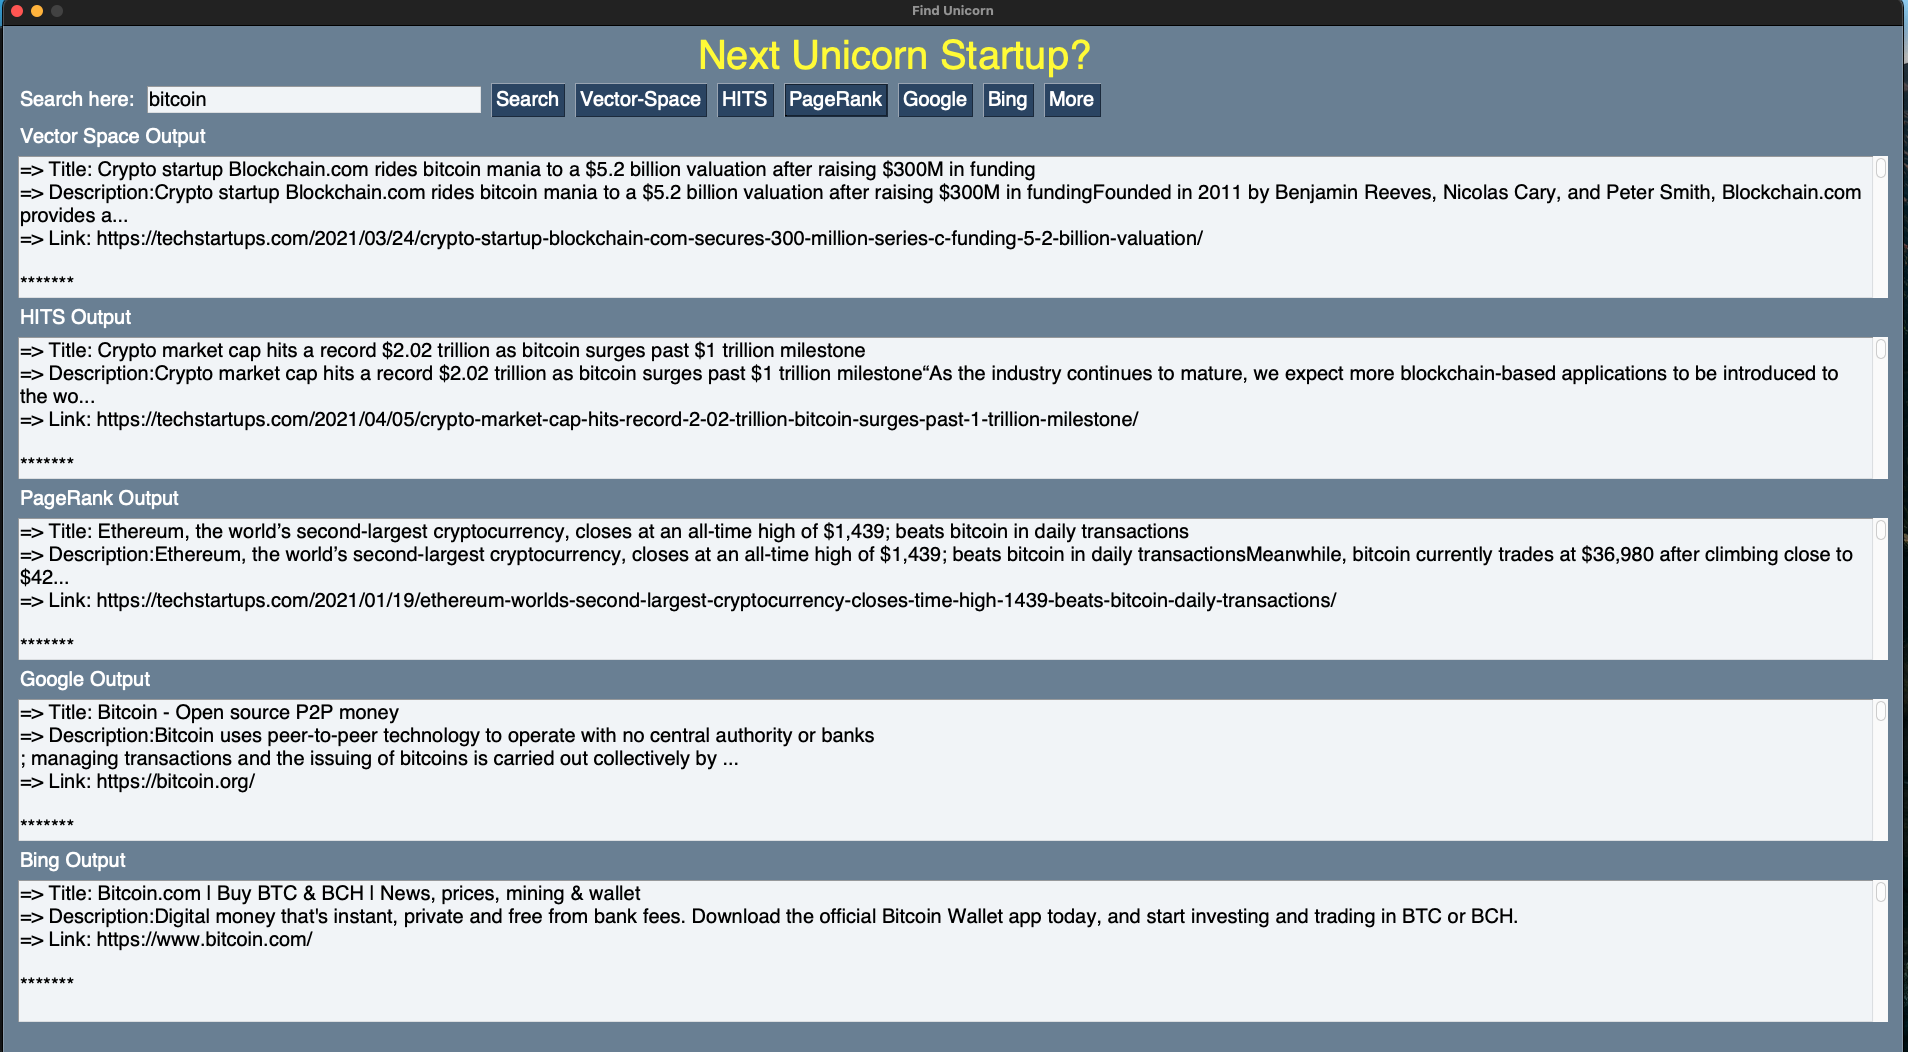 Find Unicorn
Next Unicorn Startup?
Search here: bitcoin Search Vector-Space HITS PageRank Google Bing More
Vector Space Output
=> Title: Crypto startup Blockchain.com rides bitcoin mania to a $5.2 billion valuation after raising $300M in funding
=> Description:Crypto startup Blockchain.com rides bitcoin mania to a $5.2 billion valuation after raising $300M in fundingFounded in 2011 by Benjamin Reeves, Nicolas Cary, and Peter Smith, Blockchain.com
provides a...
=> Link: https://techstartups.com/2021/03/24/crypto-startup-blockchain-com-secures-300-million-series-c-funding-5-2-billion-valuation/
*******
HITS Output
=> Title: Crypto market cap hits a record $2.02 trillion as bitcoin surges past $1 trillion milestone
=> Description:Crypto market cap hits a record $2.02 trillion as bitcoin surges past $1 trillion milestone“As the industry continues to mature, we expect more blockchain-based applications to be introduced to
the wo...
=> Link: https://techstartups.com/2021/04/05/crypto-market-cap-hits-record-2-02-trillion-bitcoin-surges-past-1-trillion-milestone/
*******
PageRank Output
=> Title: Ethereum, the world’s second-largest cryptocurrency, closes at an all-time high of $1,439; beats bitcoin in daily transactions
=> Description:Ethereum, the world’s second-largest cryptocurrency, closes at an all-time high of $1,439; beats bitcoin in daily transactionsMeanwhile, bitcoin currently trades at $36,980 after climbing close to
$42...
=> Link: https://techstartups.com/2021/01/19/ethereum-worlds-second-largest-cryptocurrency-closes-time-high-1439-beats-bitcoin-daily-transactions/
*******
Google Output
=> Title: Bitcoin - Open source P2P money
=> Description:Bitcoin uses peer-to-peer technology to operate with no central authority or banks
; managing transactions and the issuing of bitcoins is carried out collectively by ...
=> Link: https://bitcoin.org/
*******
Bing Output
=> Title: Bitcoin.com | Buy BTC & BCH | News, prices, mining & wallet
=> Description:Digital money that's instant, private and free from bank fees. Download the official Bitcoin Wallet app today, and start investing and trading in BTC or BCH.
=> Link: https://www.bitcoin.com/
*******